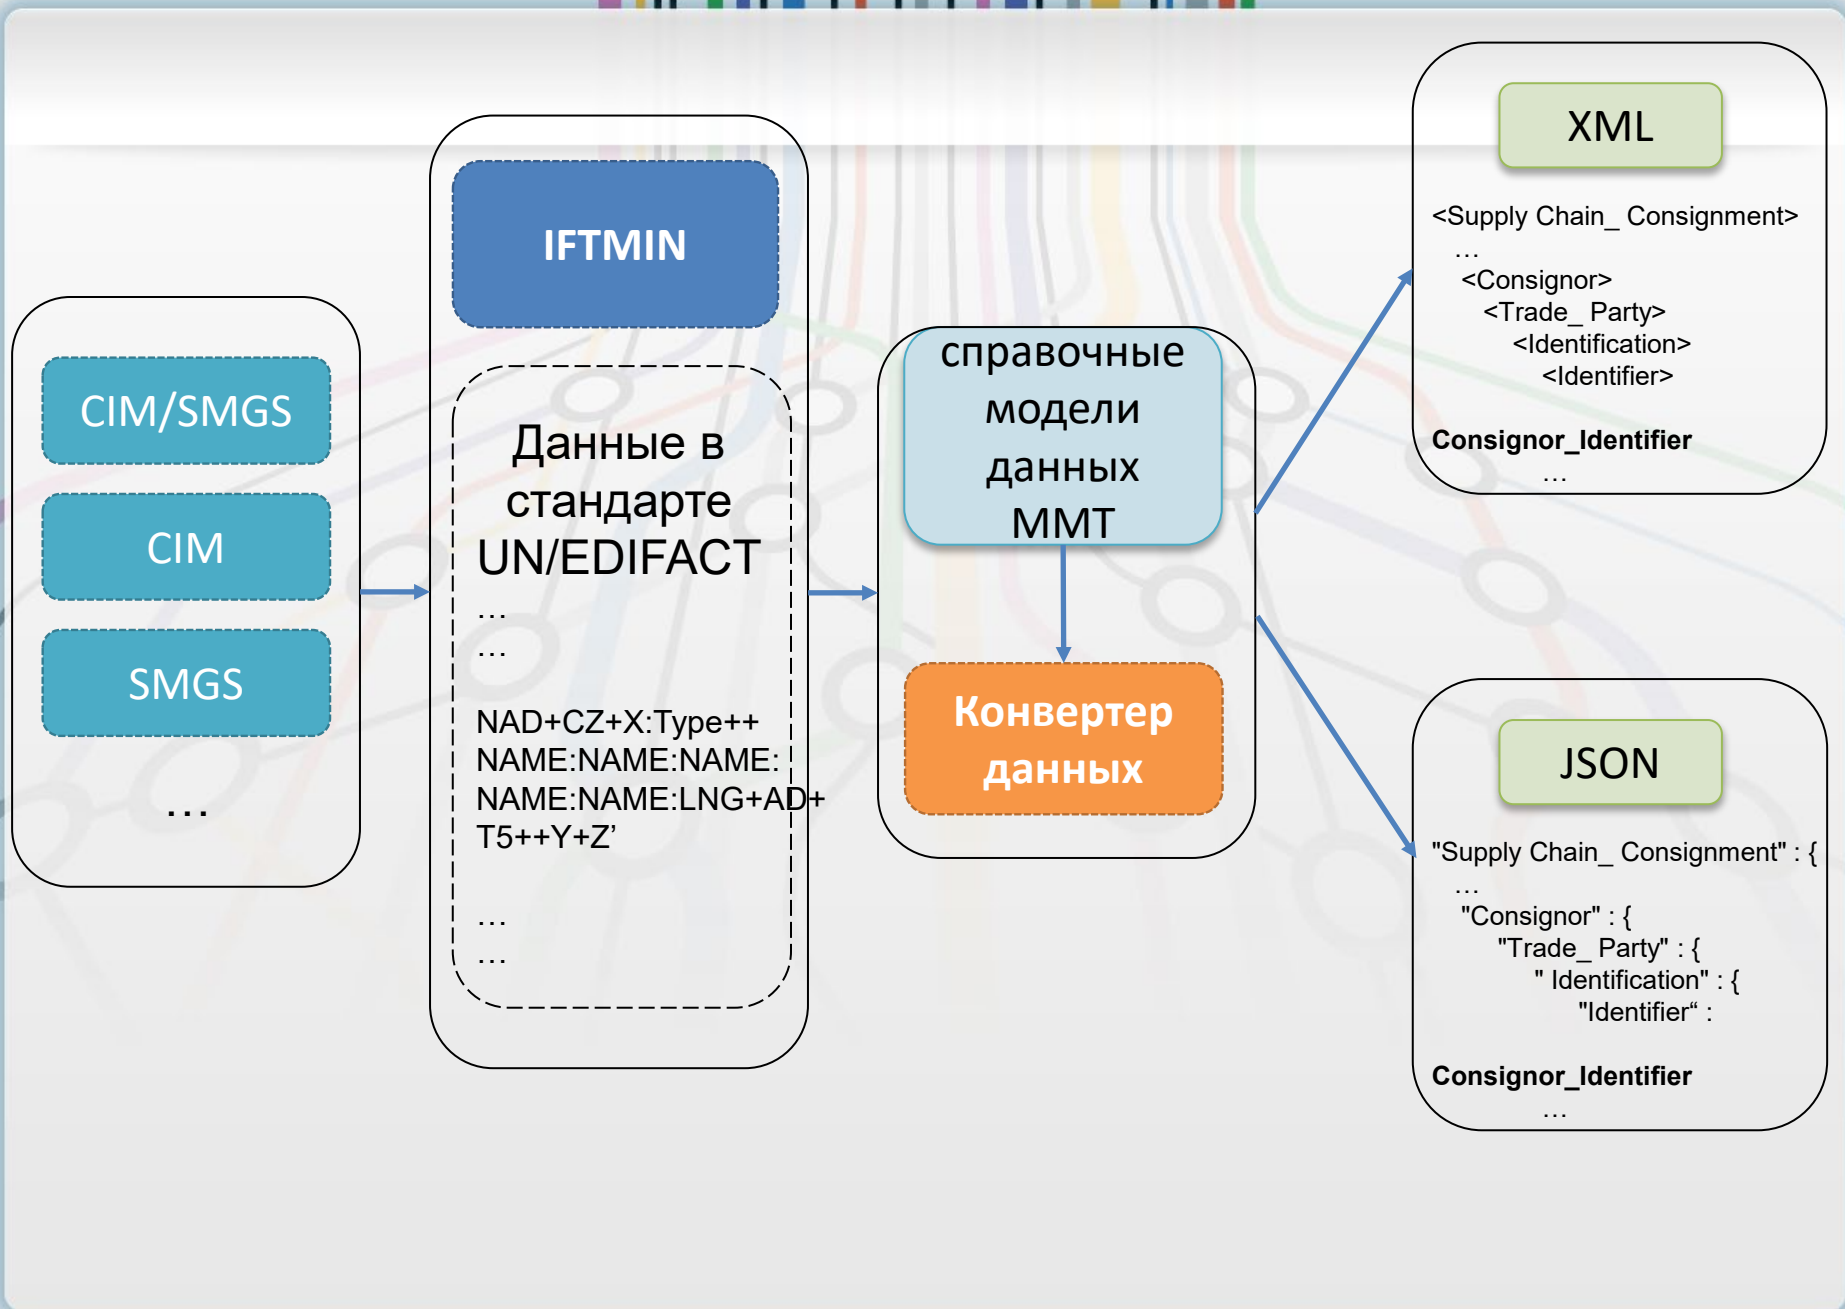 CIM/SMGS
CIM
SMGS
…
IFTMIN
Данные в
стандарте
UN/EDIFACT
…
…
NAD+CZ+X:Type++
NAME:NAME:NAME:
NAME:NAME:LNG+AD+
T5++Y+Z’
…
…
справочные
модели
данных
ММТ
Конвертер
данных
XML
<Supply Chain_ Consignment>
…
<Consignor>
<Trade_ Party>
<Identification>
<Identifier>
Consignor_Identifier
…
JSON
"Supply Chain_ Consignment" : {
…
"Consignor" : {
"Trade_ Party" : {
" Identification" : {
"Identifier“ :
Consignor_Identifier
…